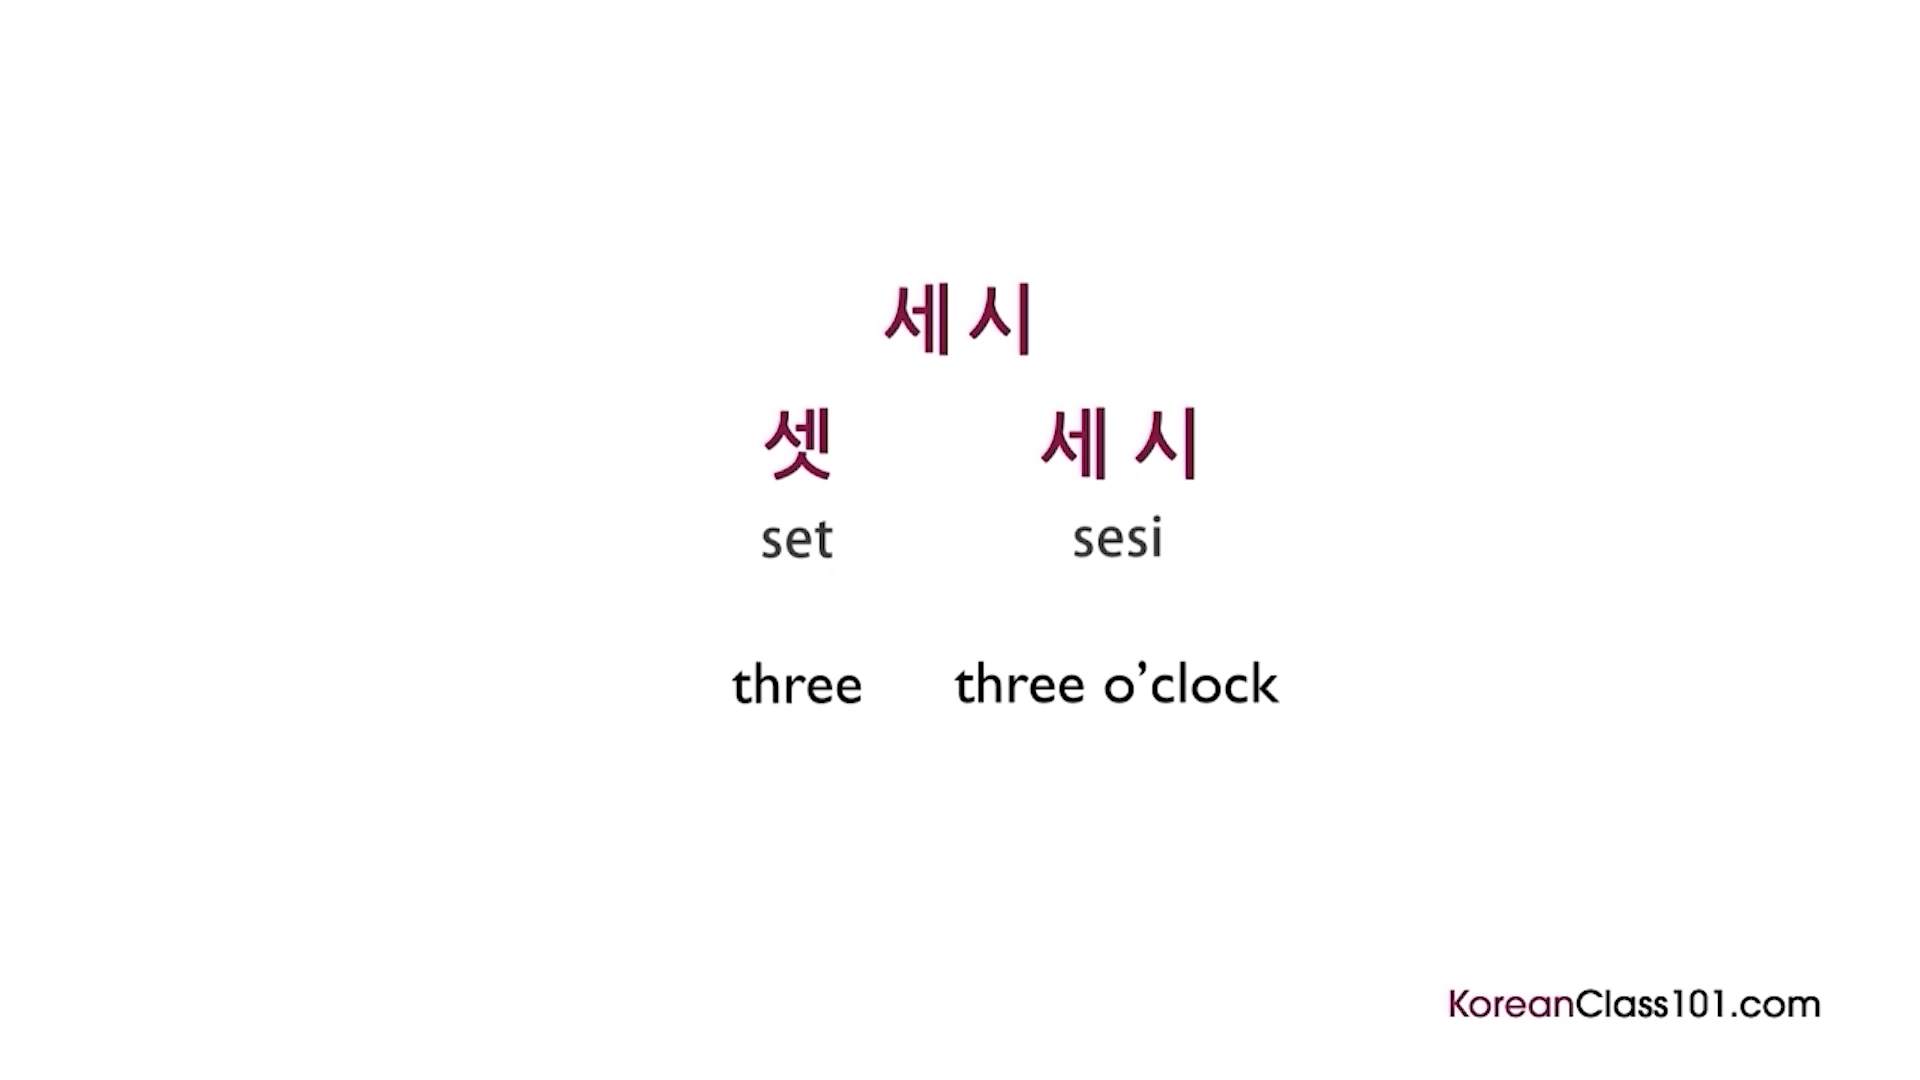 세시
셋 세 시
set sesi
three three o’clock
KoreanClass101.com